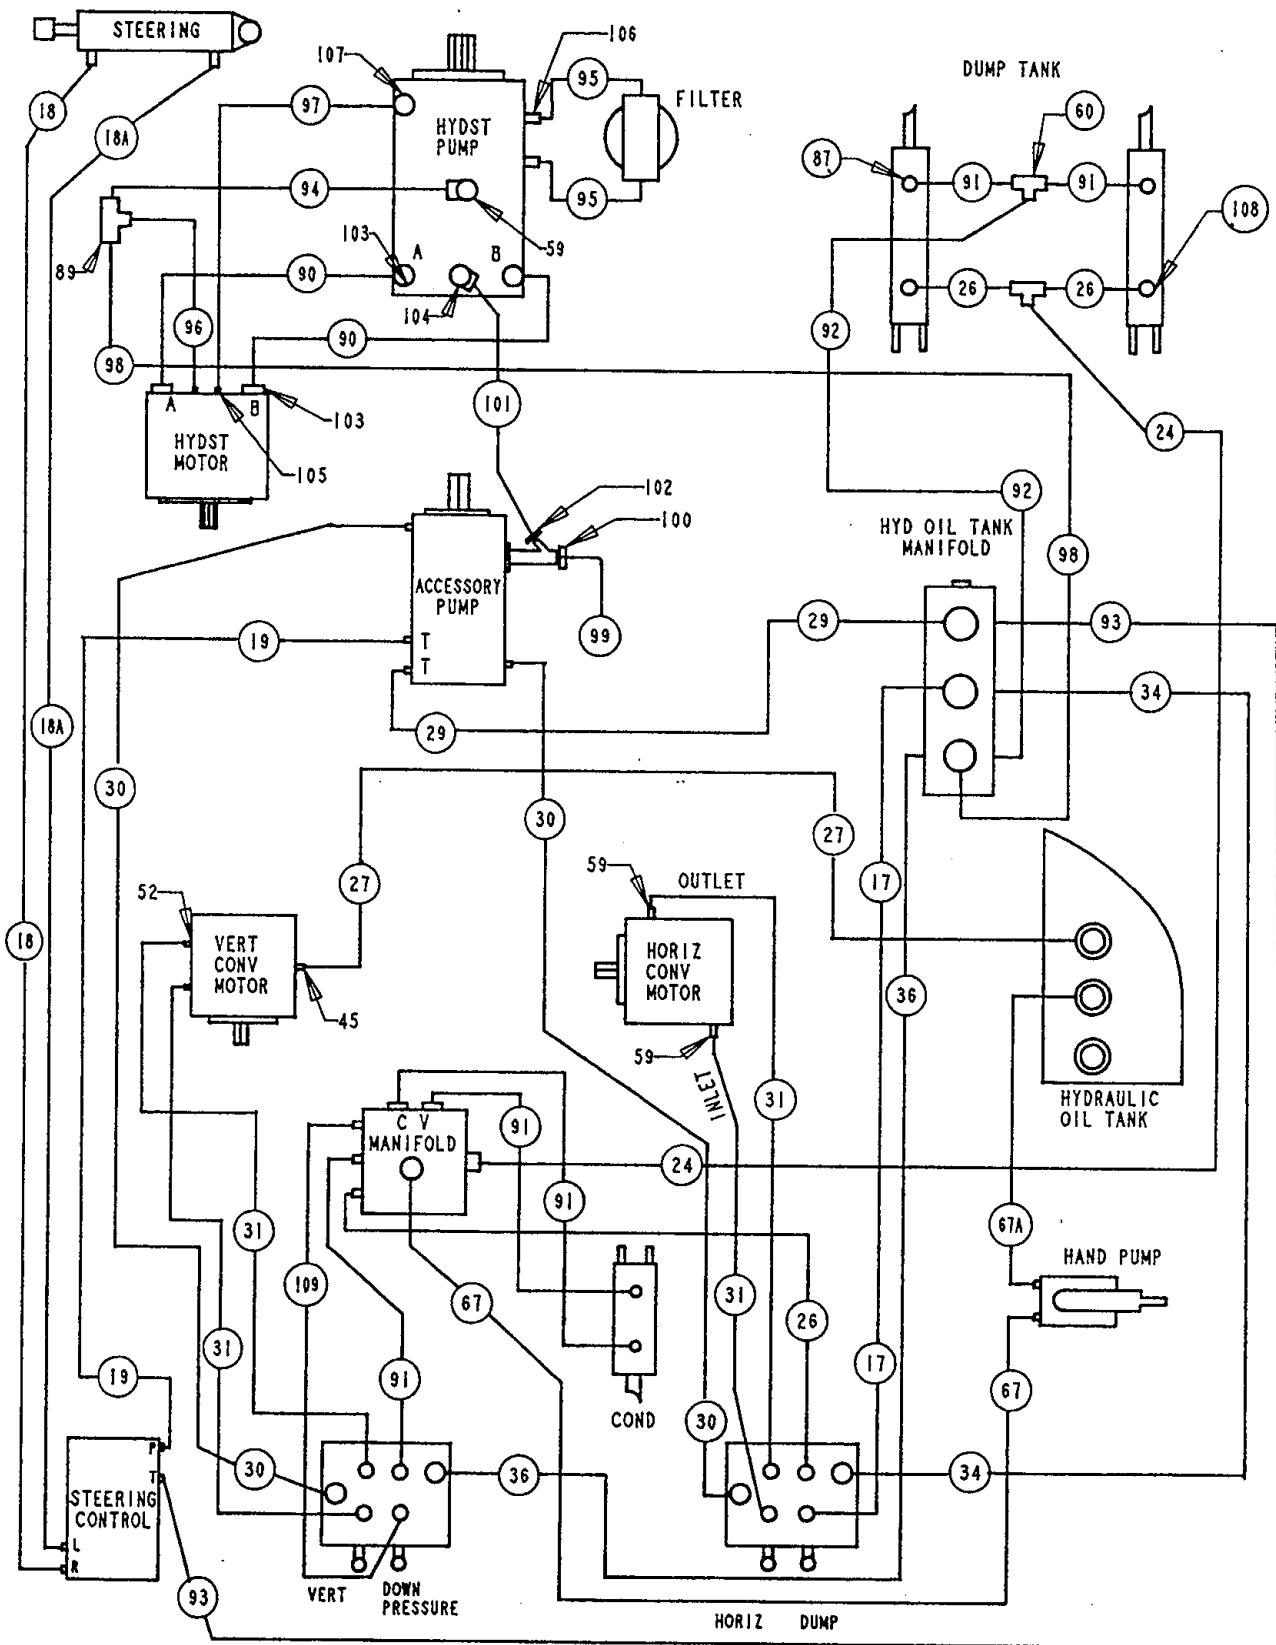 STEERING
106
107
95
DUMP TANK
18
97
FILTER
60
18A
HYDST
PUMP
87
91
91
94
95
108
59
103
A
B
89
90
26
26
104
96
90
92
98
101
A
B
103
24
HYDST
MOTOR
105
102
92
100
HYD OIL TANK
MANIFOLD
98
ACCESSORY
PUMP
99
29
93
19
T
T
34
18A
29
30
30
27
27
59
OUTLET
17
52
VERT
CONV
MOTOR
HORIZ
CONV
MOTOR
18
36
45
59
INLET
31
HYDRAULIC
OIL TANK
C V
MANIFOLD
91
24
91
31
67A
HAND PUMP
109
67
31
26
31
17
91
67
19
COND
30
P
T
30
36
34
STEERING
CONTROL
L
R
93
VERT
DOWN
PRESSURE
HORIZ
DUMP